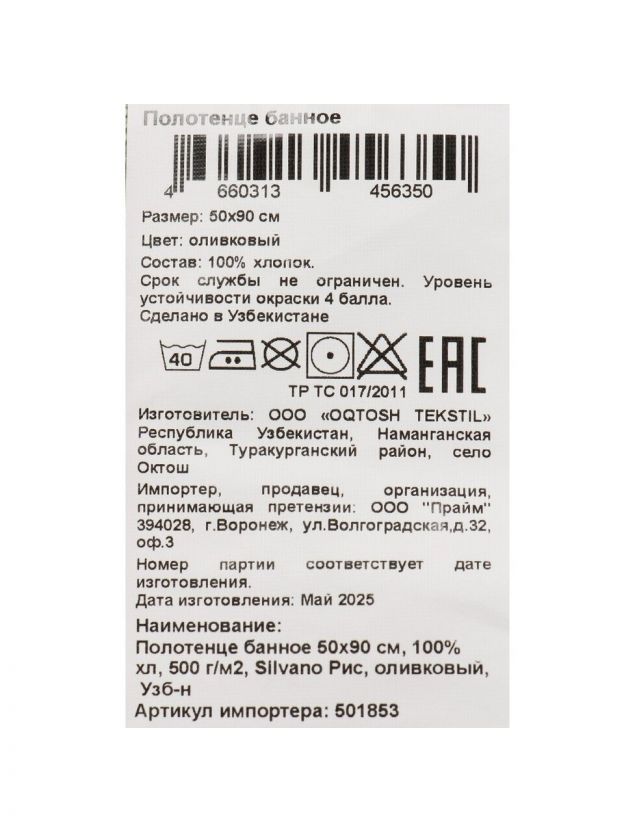 Полотенце банное
4 660313 456350
Размер: 50х90 см
Цвет: оливковый
Состав: 100% хлопок.
Срок службы не ограничен. Уровень
устойчивости окраски 4 балла.
Сделано в Узбекистане
40
EAC
ТР ТС 017/2011
Изготовитель: ООО «OQTOSH TEKSTIL»
Республика Узбекистан, Наманганская
область, Туракурганский район, село
Октош
Импортер, продавец, организация,
принимающая претензии: ООО "Прайм"
394028, г.Воронеж, ул.Волгоградская,д.32,
оф.3
Номер партии соответствует дате
изготовления.
Дата изготовления: Май 2025
Наименование:
Полотенце банное 50х90 см, 100%
хл, 500 г/м2, Silvano Рис, оливковый,
Узб-н
Артикул импортера: 501853